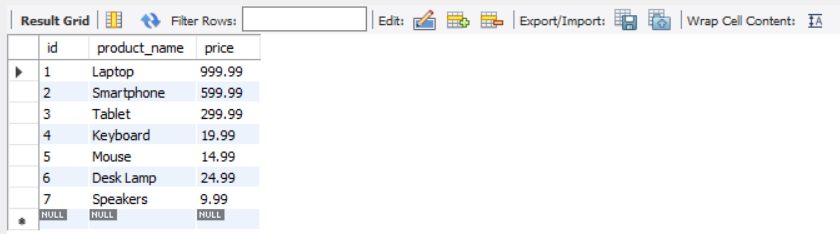 Result Grid Filter Rows: Edit: Export/Import: Wrap Cell Content: IA
id product_name price
1 Laptop 999.99
2 Smartphone 599.99
3 Tablet 299.99
4 Keyboard 19.99
5 Mouse 14.99
6 Desk Lamp 24.99
7 Speakers 9.99
NULL NULL NULL